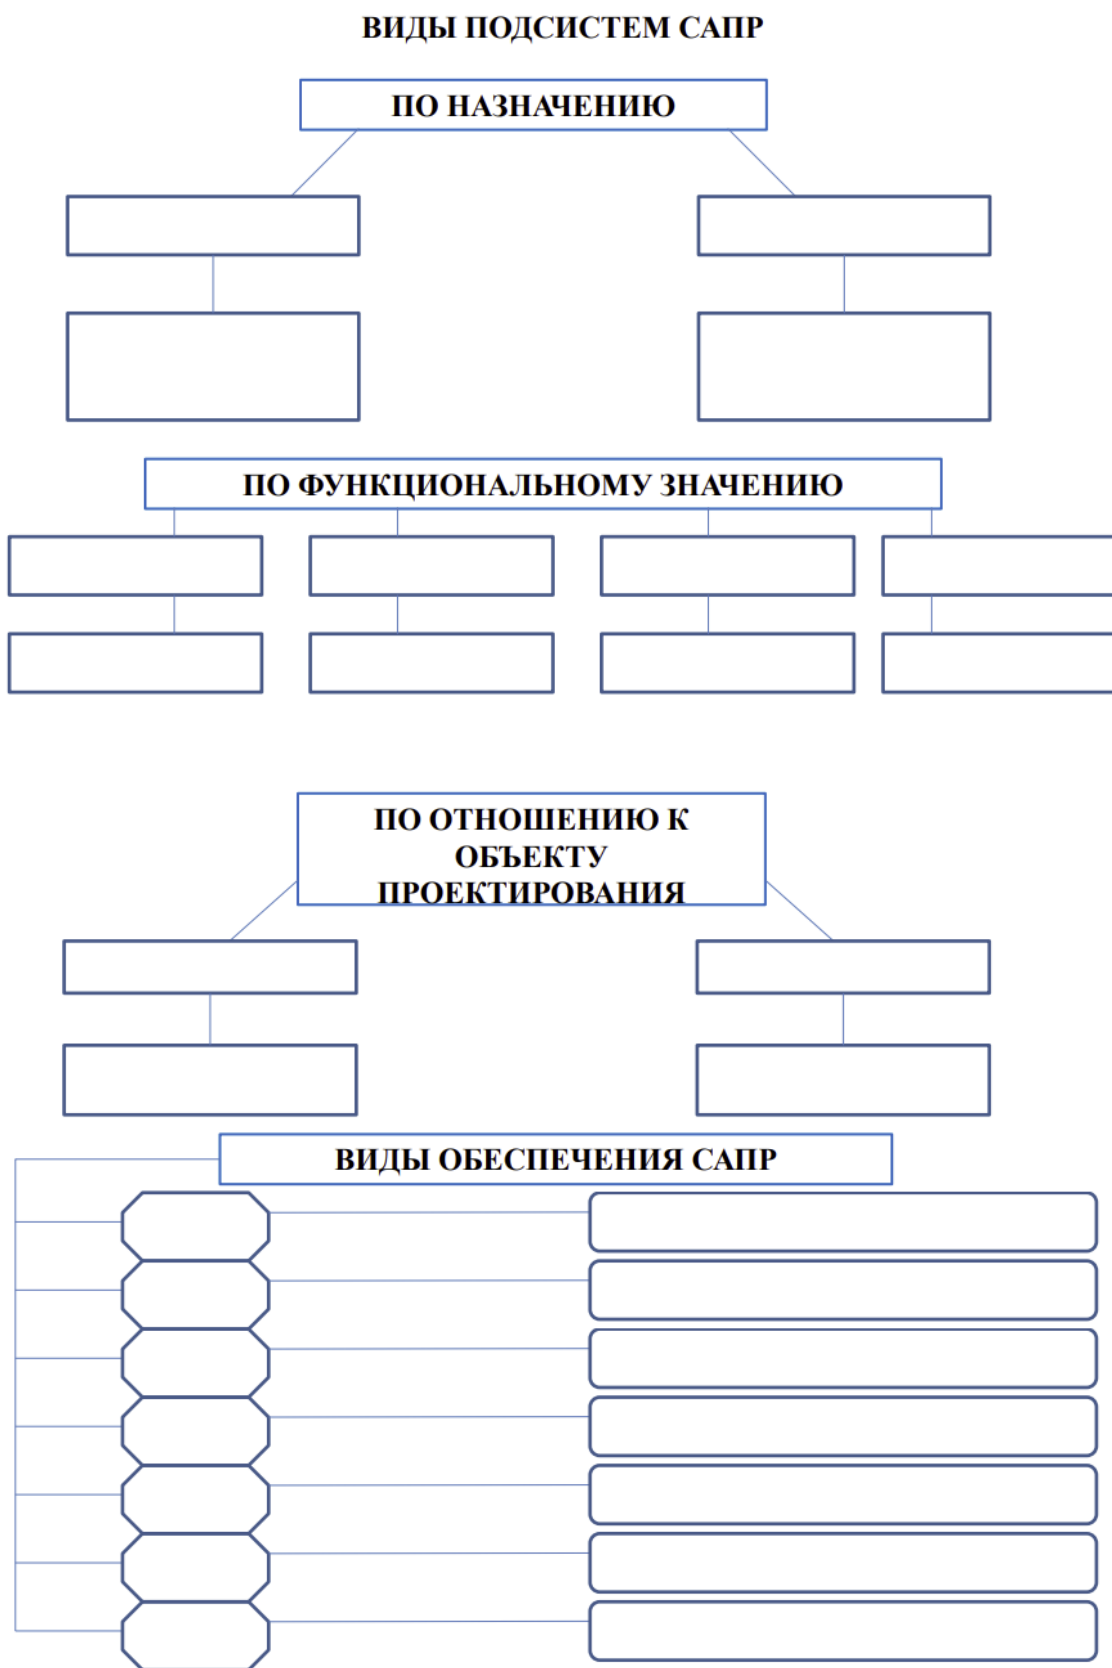 ВИДЫ ПОДСИСТЕМ САПР
ПО НАЗНАЧЕНИЮ
ПО ФУНКЦИОНАЛЬНОМУ ЗНАЧЕНИЮ
ПО ОТНОШЕНИЮ К
ОБЪЕКТУ
ПРОЕКТИРОВАНИЯ
ВИДЫ ОБЕСПЕЧЕНИЯ САПР